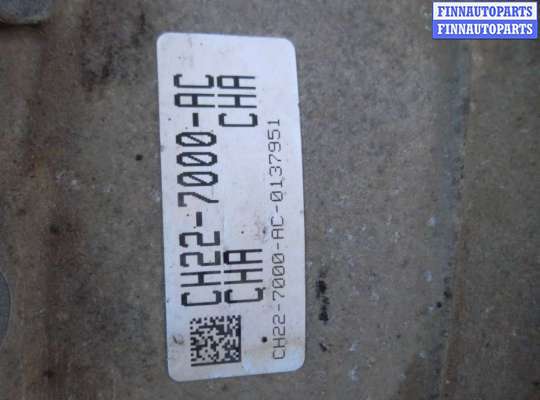 FINNAUTOPARTS
FINNAUTOPARTS
CH22-7000-AC
CHA CHA
CH22-7000-AC-0137951